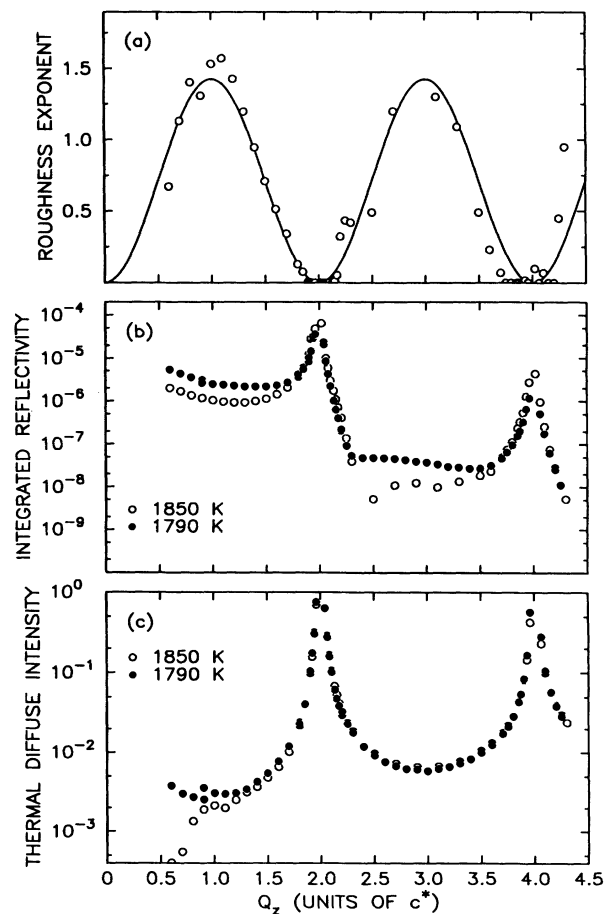 (a)
ROUGHNESS EXPONENT
1.5
1.0
0.5
(b)
INTEGRATED REFLECTIVITY
10⁻⁴
10⁻⁵
10⁻⁶
10⁻⁷
10⁻⁸
10⁻⁹
1850 K
1790 K
(c)
THERMAL DIFFUSE INTENSITY
10⁰
10⁻¹
10⁻²
10⁻³
1850 K
1790 K
0 0.5 1.0 1.5 2.0 2.5 3.0 3.5 4.0 4.5
Q_z (UNITS OF c*)